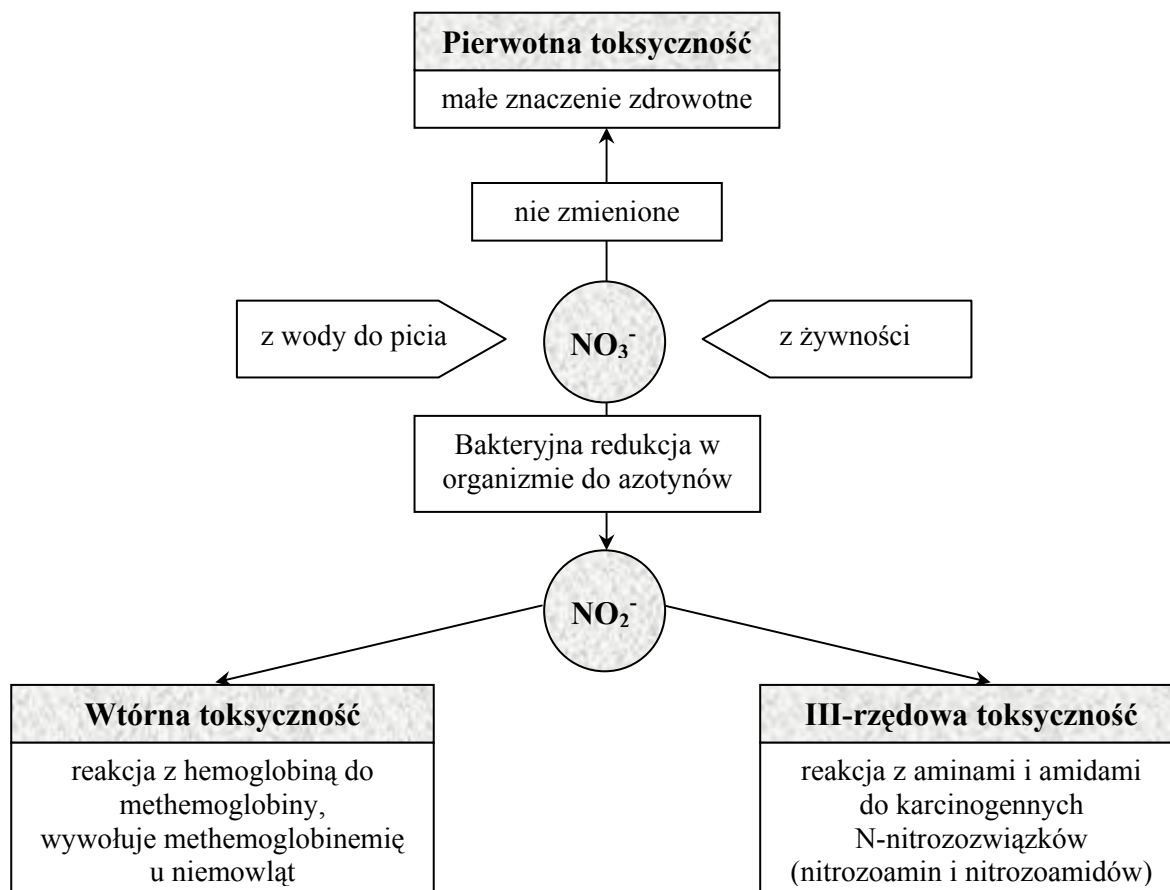 Pierwotna toksyczność
małe znaczenie zdrowotne
nie zmienione
z wody do picia
NO₃⁻
z żywności
Bakteryjna redukcja w
organizmie do azotynów
NO₂⁻
Wtórna toksyczność
reakcja z hemoglobiną do
methemoglobiny,
wywołuje methemoglobinemię
u niemowląt
III-rzędowa toksyczność
reakcja z aminami i amidami
do karcinogennych
N-nitrozozwiązków
(nitrozoamin i nitrozoamidów)